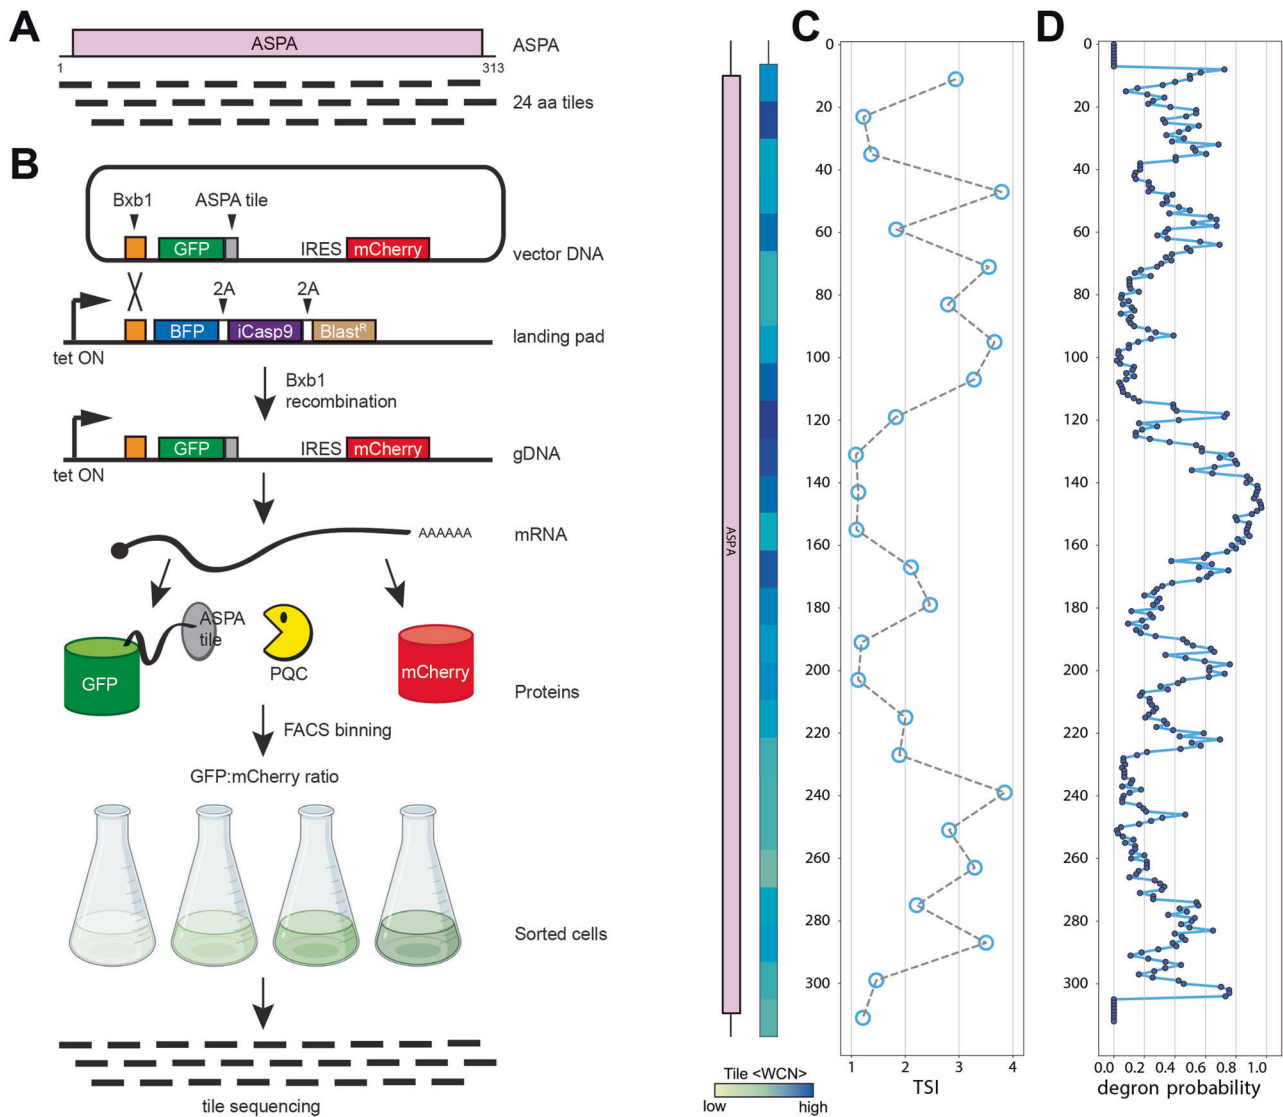 A
ASPA
ASPA
1
313
24 aa tiles
B
Bxb1
ASPA tile
GFP
IRES
mCherry
vector DNA
2A
2A
BFP
iCasp9
Blast^R
landing pad
tet ON
Bxb1
recombination
GFP
IRES
mCherry
gDNA
tet ON
AAAAAA
mRNA
ASPA
tile
PQC
GFP
mCherry
Proteins
FACS binning
GFP:mCherry ratio
Sorted cells
tile sequencing
ASPA
Tile <WCN>
low
high
C
0
20
40
60
80
100
120
140
160
180
200
220
240
260
280
300
1
2
3
4
TSI
D
0
20
40
60
80
100
120
140
160
180
200
220
240
260
280
300
0.0
0.2
0.4
0.6
0.8
1.0
degron probability